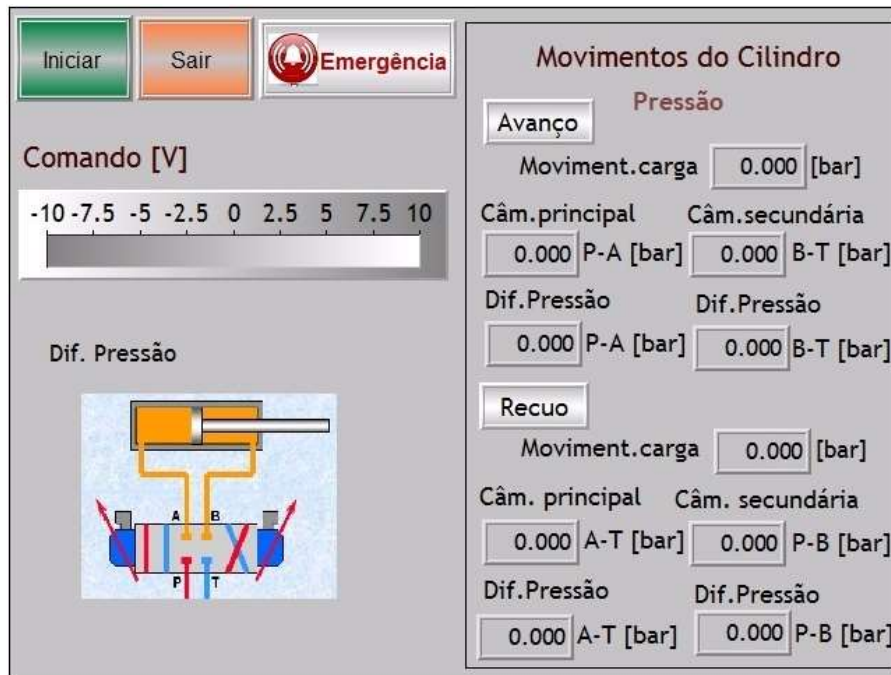 Iniciar
Sair
Emergência
Comando [V]
-10 -7.5 -5 -2.5 0 2.5 5 7.5 10
Dif. Pressão
A B
P T
Movimentos do Cilindro
Pressão
Avanço
Moviment.carga 0.000 [bar]
Câm.principal Câm.secundária
0.000 P-A [bar] 0.000 B-T [bar]
Dif.Pressão Dif.Pressão
0.000 P-A [bar] 0.000 B-T [bar]
Recuo
Moviment.carga 0.000 [bar]
Câm. principal Câm. secundária
0.000 A-T [bar] 0.000 P-B [bar]
Dif.Pressão Dif.Pressão
0.000 A-T [bar] 0.000 P-B [bar]